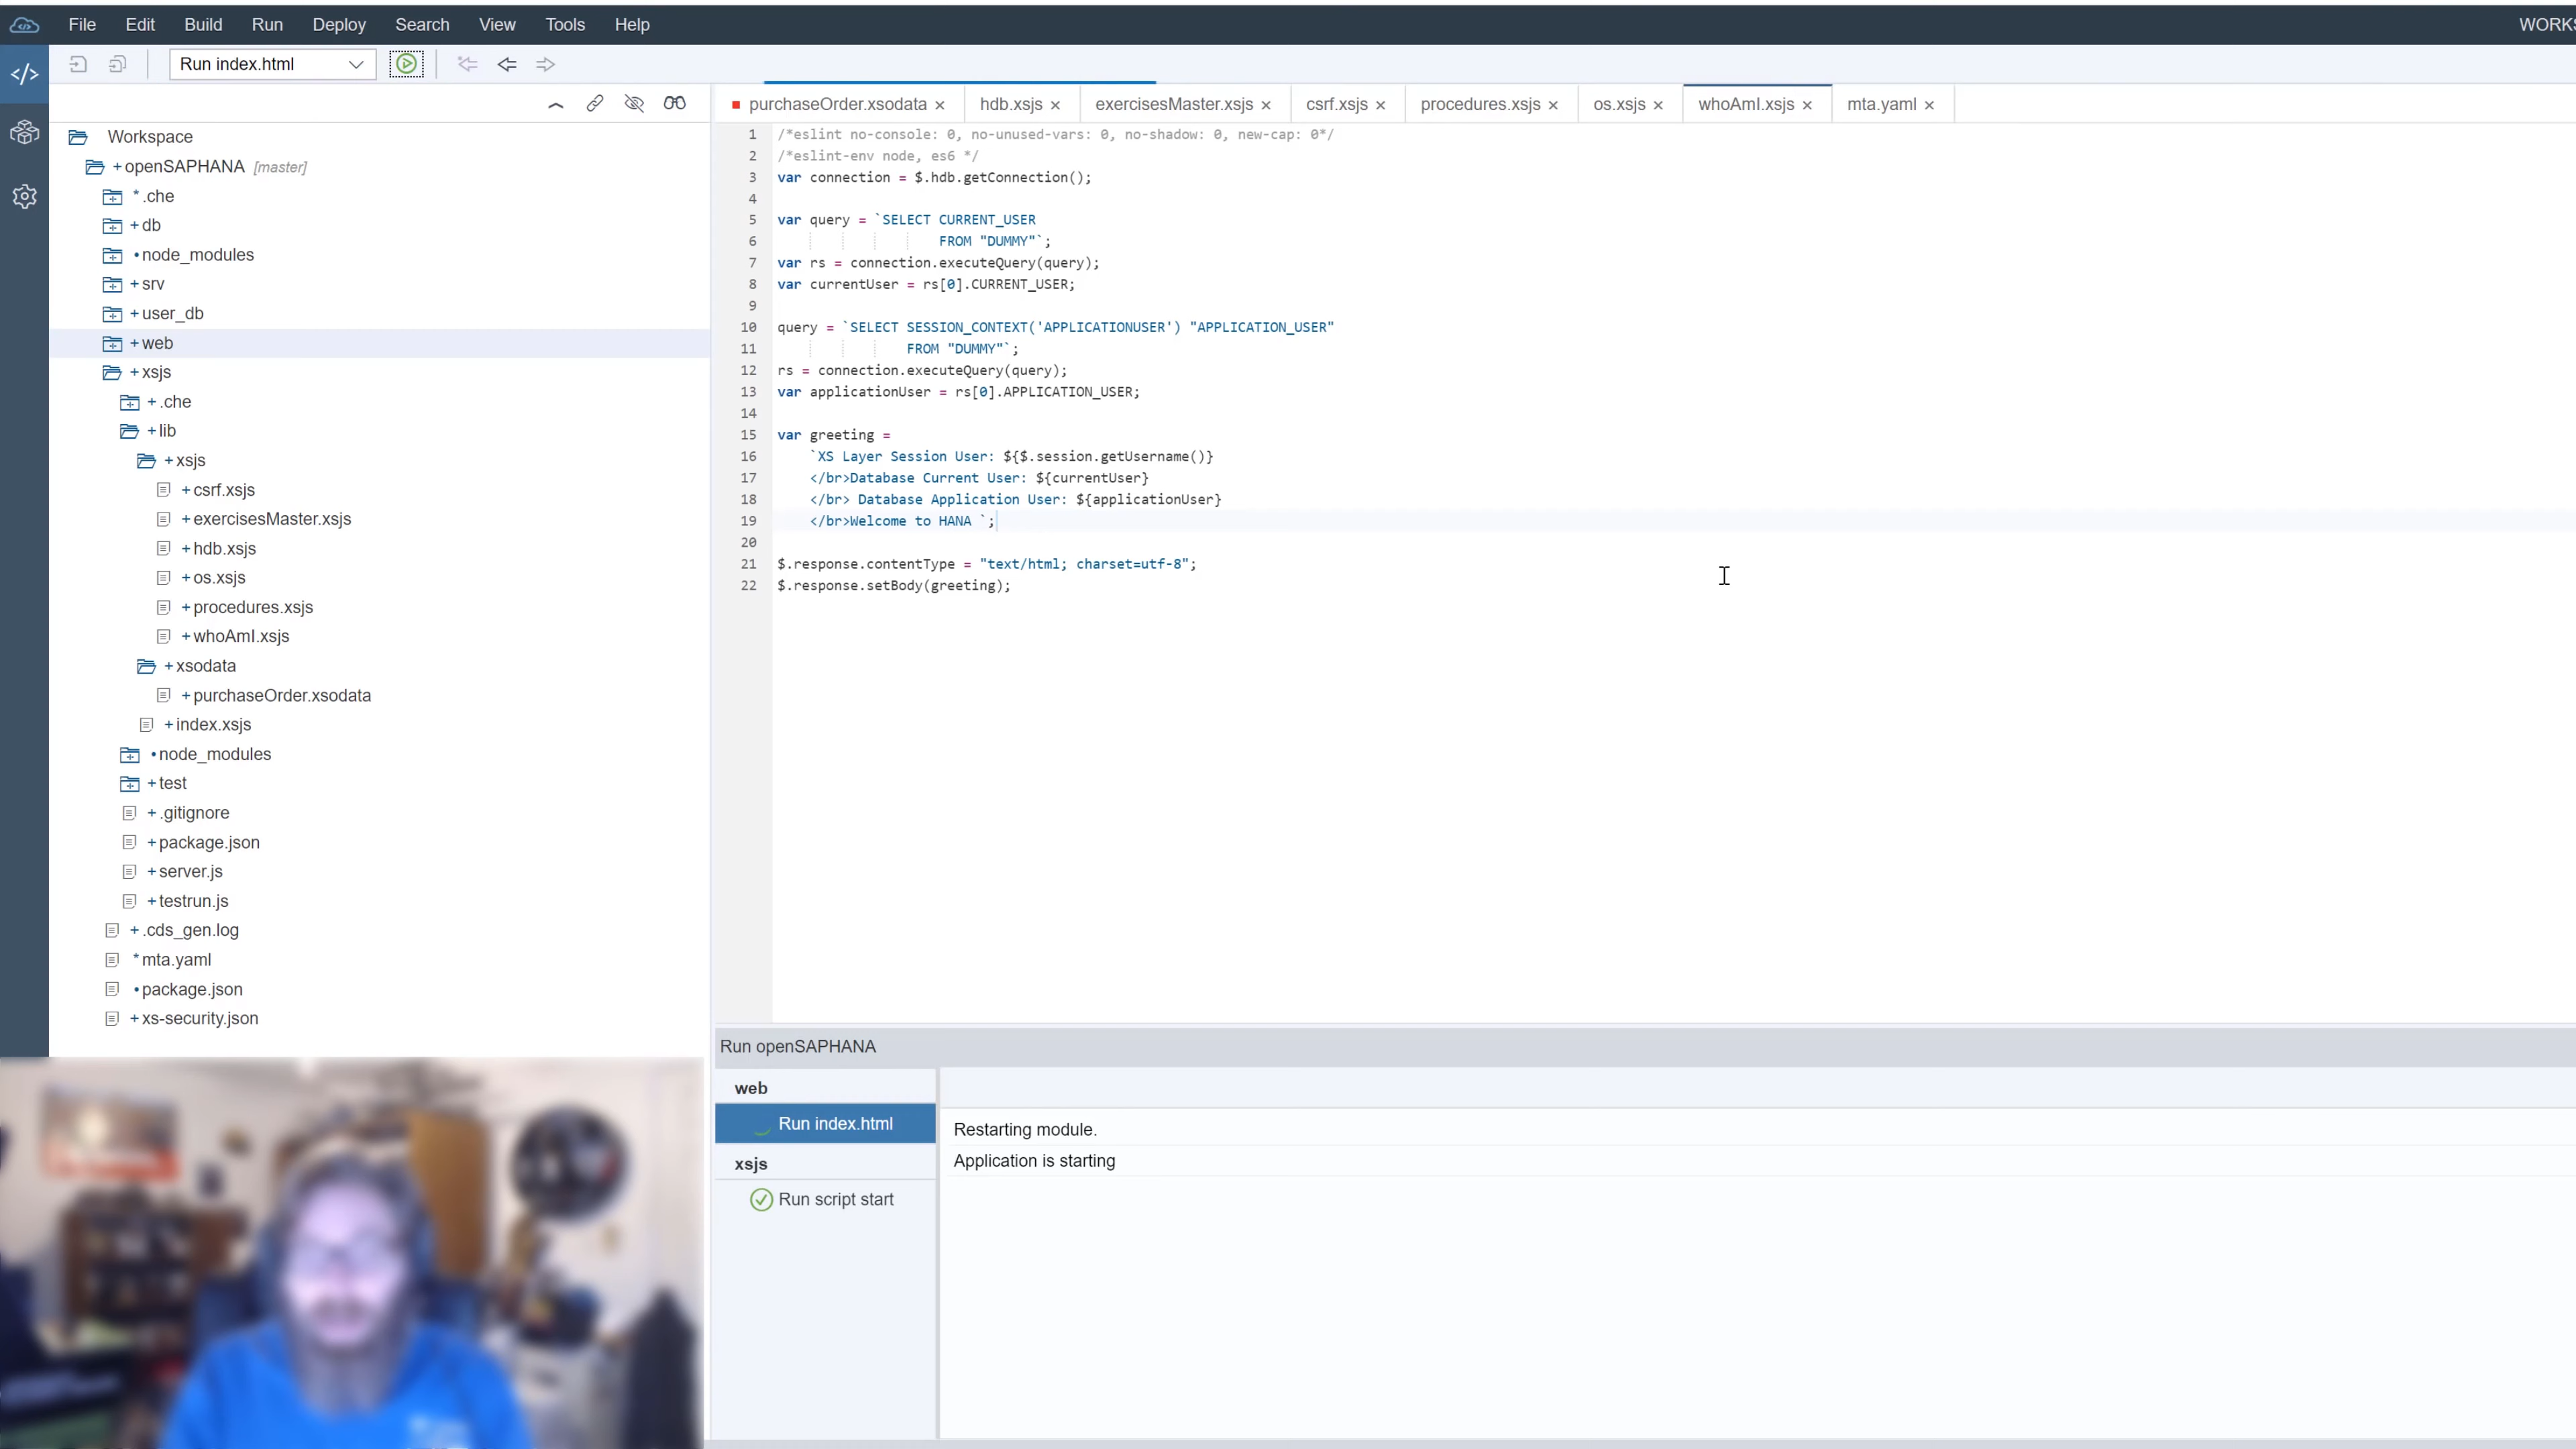 File Edit Build Run Deploy Search View Tools Help
WORKS
Run index.html
purchaseOrder.xsodata hdb.xsjs exercisesMaster.xsjs csrf.xsjs procedures.xsjs os.xsjs whoAmI.xsjs mta.yaml
Workspace
+openSAPHANA [master]
* .che
+ db
•node_modules
+ srv
+ user_db
+ web
+ xsjs
+ .che
+ lib
+ xsjs
+ csrf.xsjs
+ exercisesMaster.xsjs
+ hdb.xsjs
+ os.xsjs
+ procedures.xsjs
+ whoAmI.xsjs
+ xsodata
+ purchaseOrder.xsodata
+ index.xsjs
•node_modules
+ test
+ .gitignore
+ package.json
+ server.js
+ testrun.js
+ .cds_gen.log
* mta.yaml
•package.json
+ xs-security.json
1 /*eslint no-console: 0, no-unused-vars: 0, no-shadow: 0, new-cap: 0*/
2 /*eslint-env node, es6 */
3 var connection = $.hdb.getConnection();
4
5 var query = `SELECT CURRENT_USER
6 FROM "DUMMY"`;
7 var rs = connection.executeQuery(query);
8 var currentUser = rs[0].CURRENT_USER;
9
10 query = `SELECT SESSION_CONTEXT('APPLICATIONUSER') "APPLICATION_USER"
11 FROM "DUMMY"`;
12 rs = connection.executeQuery(query);
13 var applicationUser = rs[0].APPLICATION_USER;
14
15 var greeting =
16 `XS Layer Session User: ${$.session.getUsername()}
17 </br>Database Current User: ${currentUser}
18 </br> Database Application User: ${applicationUser}
19 </br>Welcome to HANA `;
20
21 $.response.contentType = "text/html; charset=utf-8";
22 $.response.setBody(greeting);
Run openSAPHANA
web
Run index.html
xsjs
Run script start
Restarting module.
Application is starting